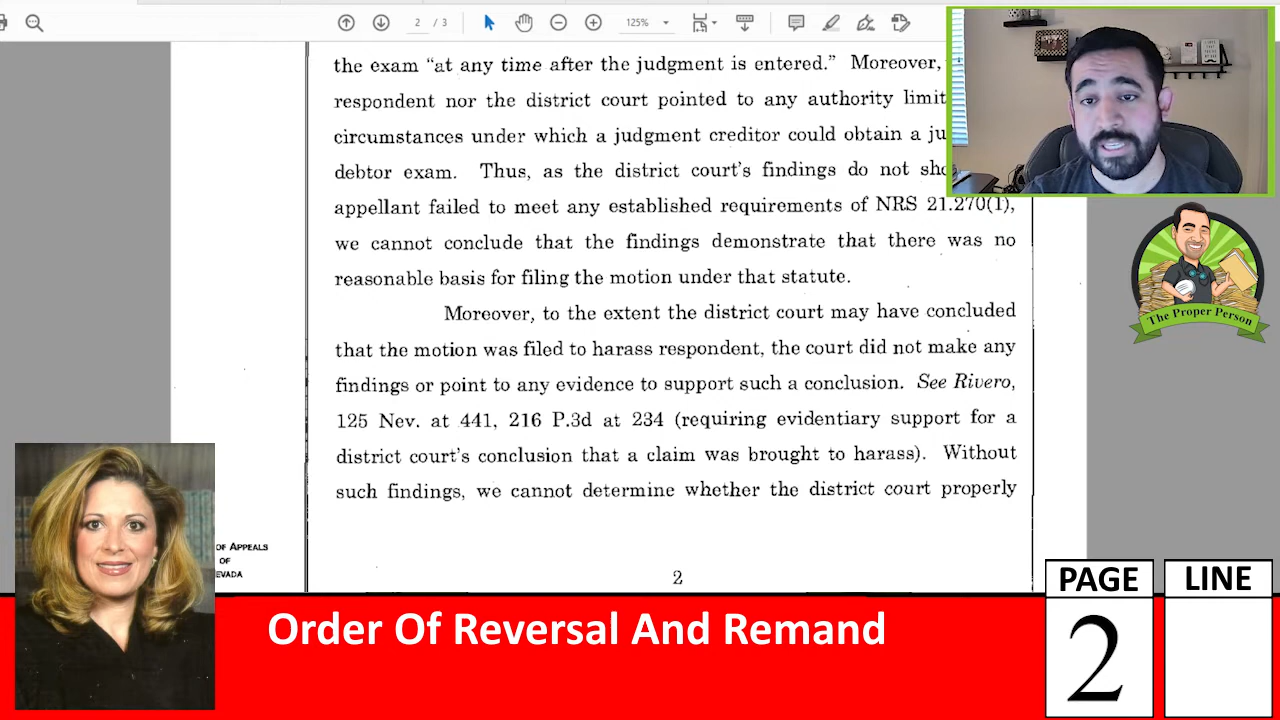 2 / 3
125%
the exam “at any time after the judgment is entered.” Moreover,
respondent nor the district court pointed to any authority limit
circumstances under which a judgment creditor could obtain a ju
debtor exam. Thus, as the district court’s findings do not sho
appellant failed to meet any established requirements of NRS 21.270(1),
we cannot conclude that the findings demonstrate that there was no
reasonable basis for filing the motion under that statute.
Moreover, to the extent the district court may have concluded
that the motion was filed to harass respondent, the court did not make any
findings or point to any evidence to support such a conclusion. See Rivero,
125 Nev. at 441, 216 P.3d at 234 (requiring evidentiary support for a
district court’s conclusion that a claim was brought to harass). Without
such findings, we cannot determine whether the district court properly
OF APPEALS
OF
EVADA
2
The Proper Person
Order Of Reversal And Remand
PAGE
2
LINE